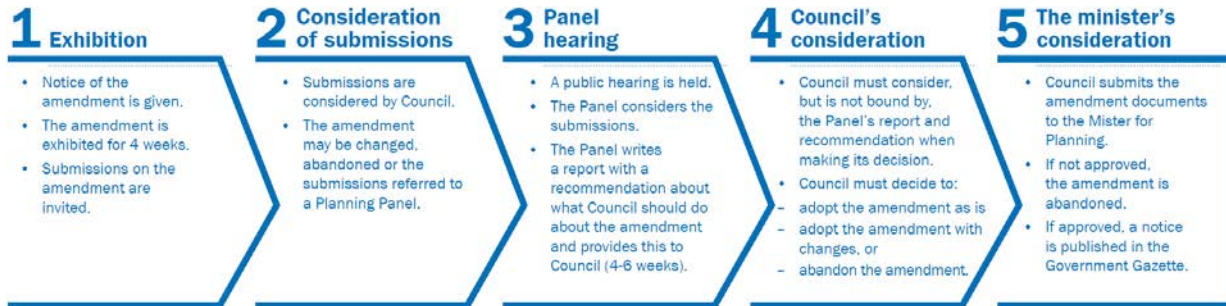 1 Exhibition
• Notice of the
amendment is given.
• The amendment is
exhibited for 4 weeks.
• Submissions on the
amendment are
invited.
2 Consideration
of submissions
• Submissions are
considered by Council.
• The amendment
may be changed,
abandoned or the
submissions referred to
a Planning Panel.
3 Panel
hearing
• A public hearing is held.
• The Panel considers the
submissions.
• The Panel writes
a report with a
recommendation about
what Council should do
about the amendment
and provides this to
Council (4-6 weeks).
4 Council's
consideration
• Council must consider,
but is not bound by,
the Panel's report and
recommendation when
making its decision.
• Council must decide to:
– adopt the amendment as is
– adopt the amendment with
changes, or
– abandon the amendment.
5 The minister's
consideration
• Council submits the
amendment documents
to the Mister for
Planning.
• If not approved,
the amendment is
abandoned.
• If approved, a notice
is published in the
Government Gazette.